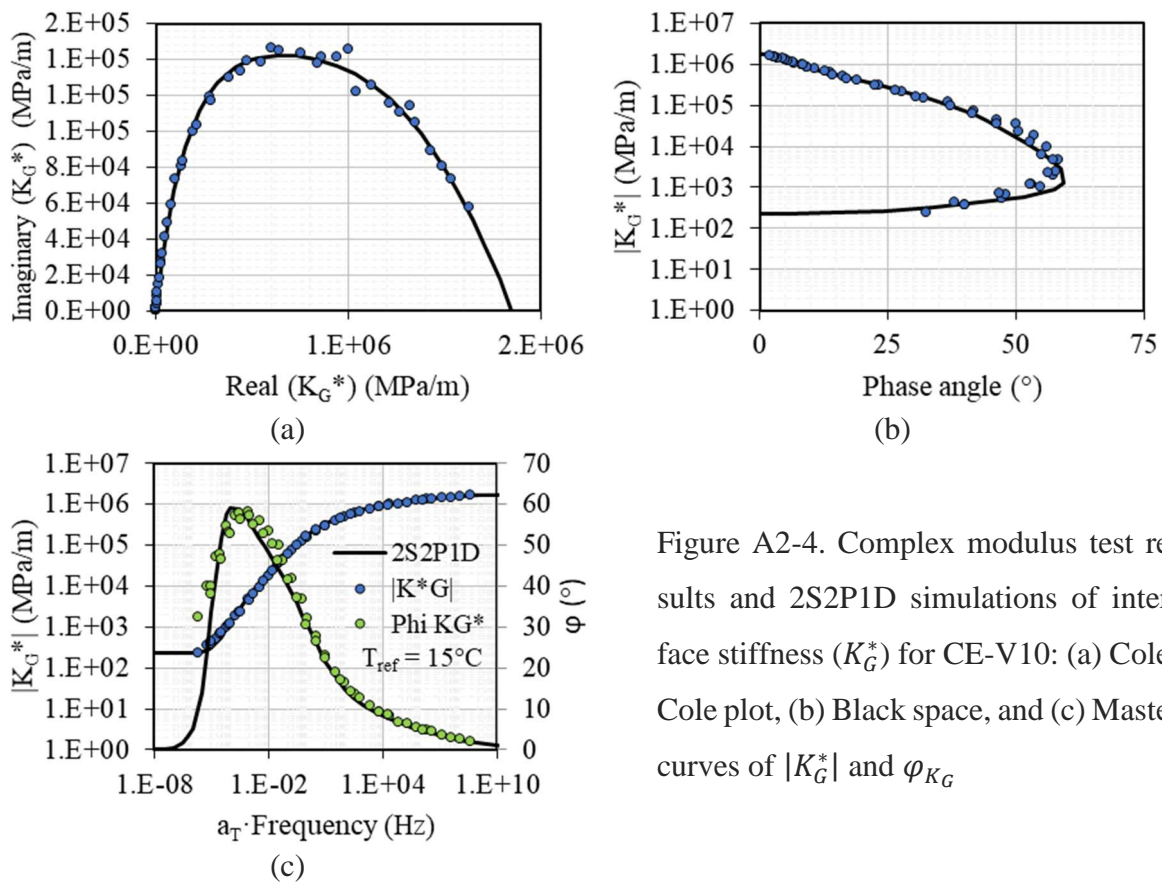 2.E+05
1.E+05
1.E+05
1.E+05
8.E+04
6.E+04
4.E+04
2.E+04
0.E+00
Imaginary (K_G*) (MPa/m)
0.E+00 1.E+06 2.E+06
Real (K_G*) (MPa/m)
(a)
1.E+07
1.E+06
1.E+05
1.E+04
1.E+03
1.E+02
1.E+01
1.E+00
|K_G*| (MPa/m)
0 25 50 75
Phase angle (°)
(b)
1.E+07
1.E+06
1.E+05
1.E+04
1.E+03
1.E+02
1.E+01
1.E+00
|K_G*| (MPa/m)
2S2P1D
|K*G|
Phi KG*
T_ref = 15°C
70
60
50
40
30
20
10
0
φ (°)
1.E-08 1.E-02 1.E+04 1.E+10
a_T·Frequency (Hz)
(c)
Figure A2-4. Complex modulus test re
sults and 2S2P1D simulations of inter
face stiffness (K_G^*) for CE-V10: (a) Cole
Cole plot, (b) Black space, and (c) Maste
curves of |K_G^*| and φ_{K_G}